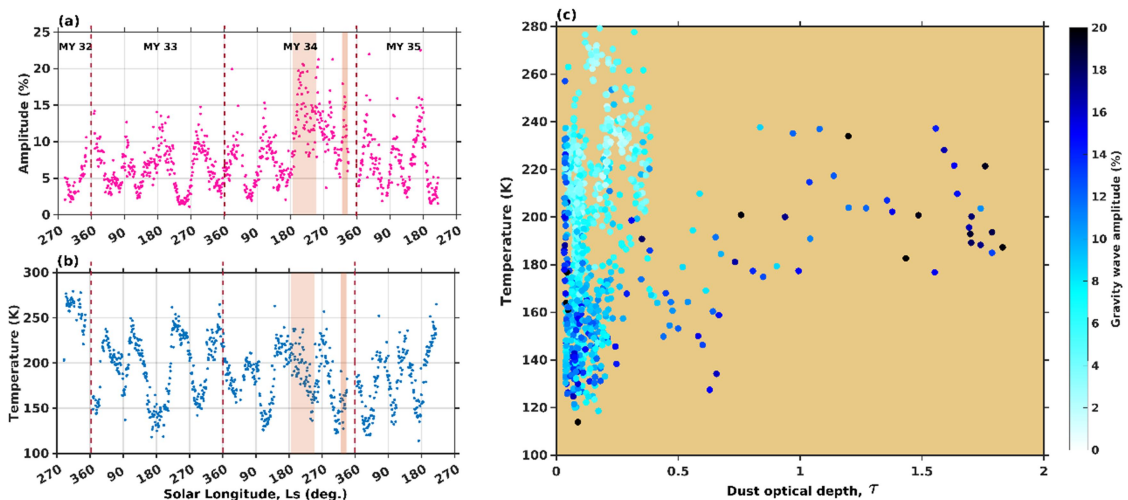 (a)
MY 32
MY 33
MY 34
MY 35
25
20
15
10
5
0
Amplitude (%)
270 360 90 180 270 360 90 180 270 360 90 180 270
(b)
300
250
200
150
100
Temperature (K)
270 360 90 180 270 360 90 180 270 360 90 180 270
Solar Longitude, Ls (deg.)
(c)
280
260
240
220
200
180
160
140
120
100
Temperature (K)
0 0.5 1 1.5 2
Dust optical depth, τ
20
18
16
14
12
10
8
6
4
2
0
Gravity wave amplitude (%)